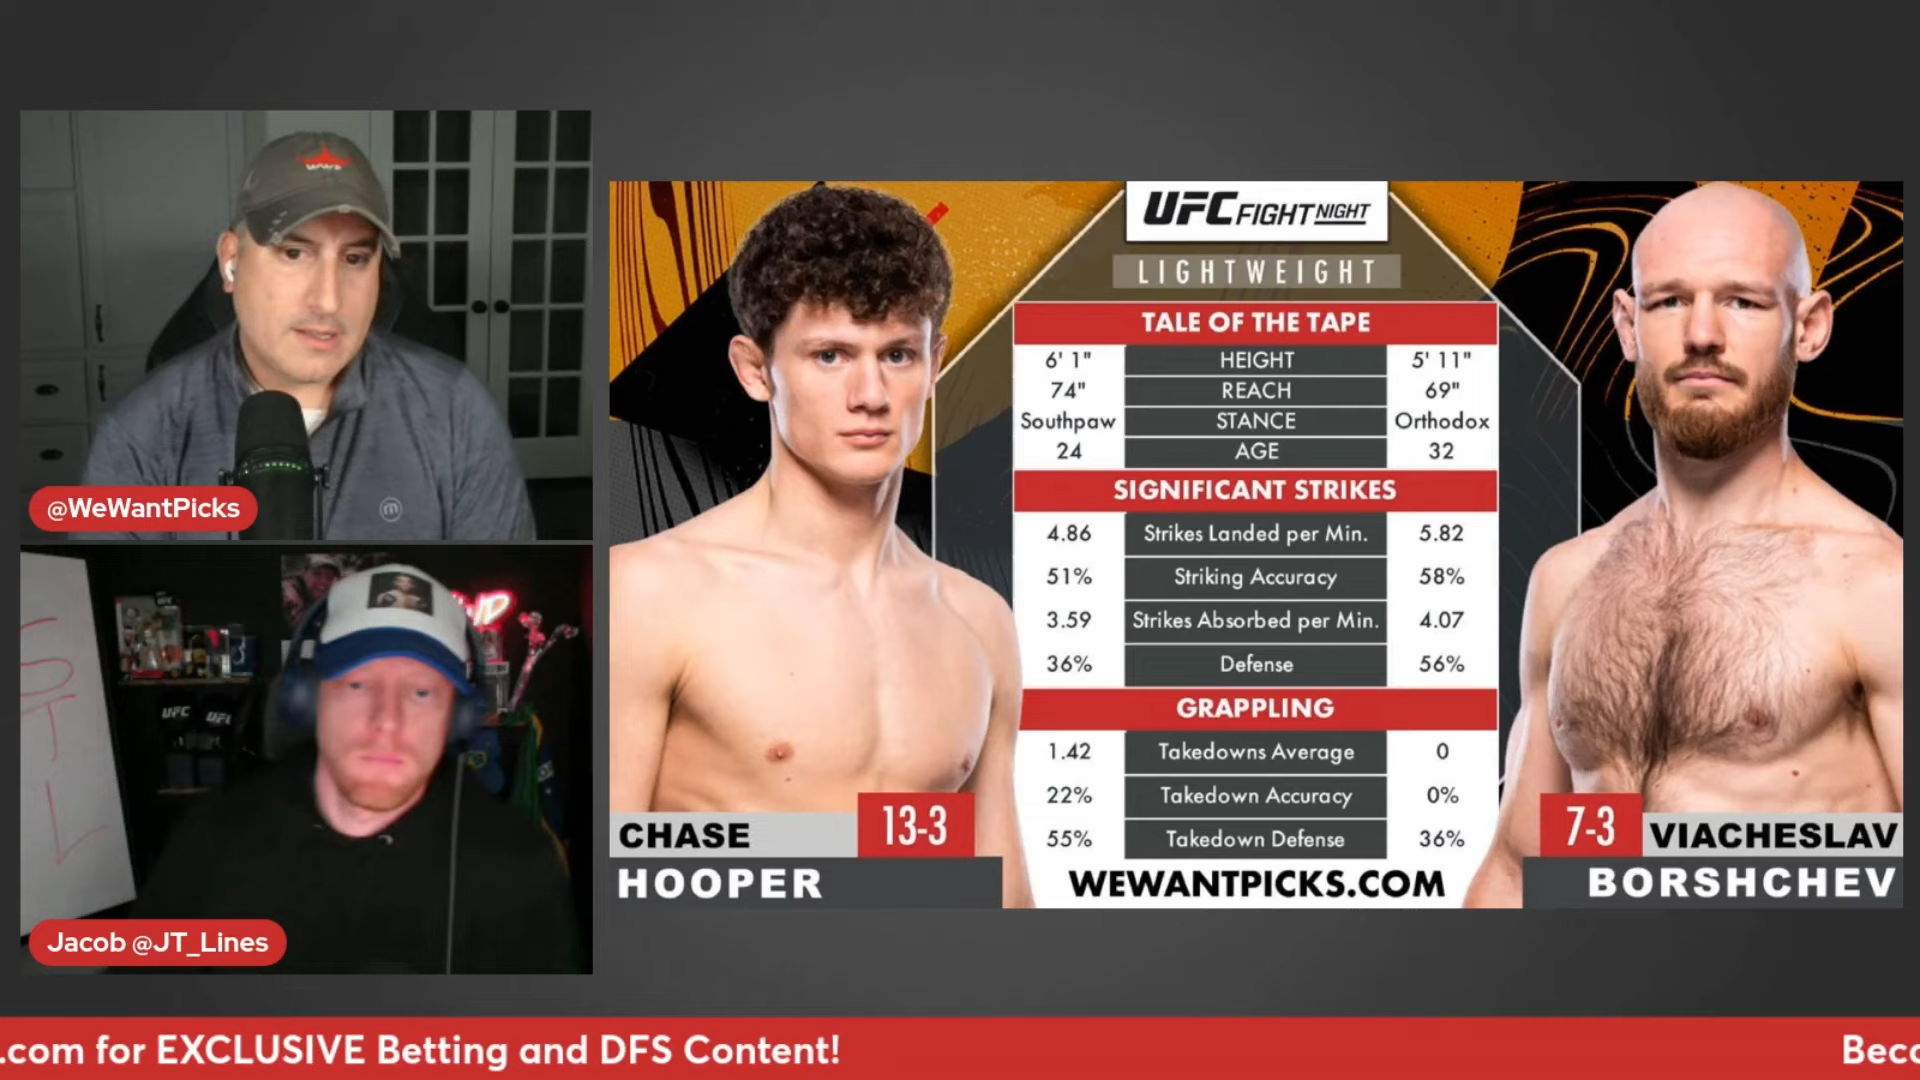 WWP
@WeWantPicks
UFC UFC
STL
Jacob @JT_Lines
UFC FIGHT NIGHT
LIGHTWEIGHT
TALE OF THE TAPE
6' 1" HEIGHT 5' 11"
74" REACH 69"
Southpaw STANCE Orthodox
24 AGE 32
SIGNIFICANT STRIKES
4.86 Strikes Landed per Min. 5.82
51% Striking Accuracy 58%
3.59 Strikes Absorbed per Min. 4.07
36% Defense 56%
GRAPPLING
1.42 Takedowns Average 0
22% Takedown Accuracy 0%
55% Takedown Defense 36%
WEWANTPICKS.COM
CHASE 13-3
HOOPER
7-3 VIACHESLAV
BORSHCHEV
.com for EXCLUSIVE Betting and DFS Content!